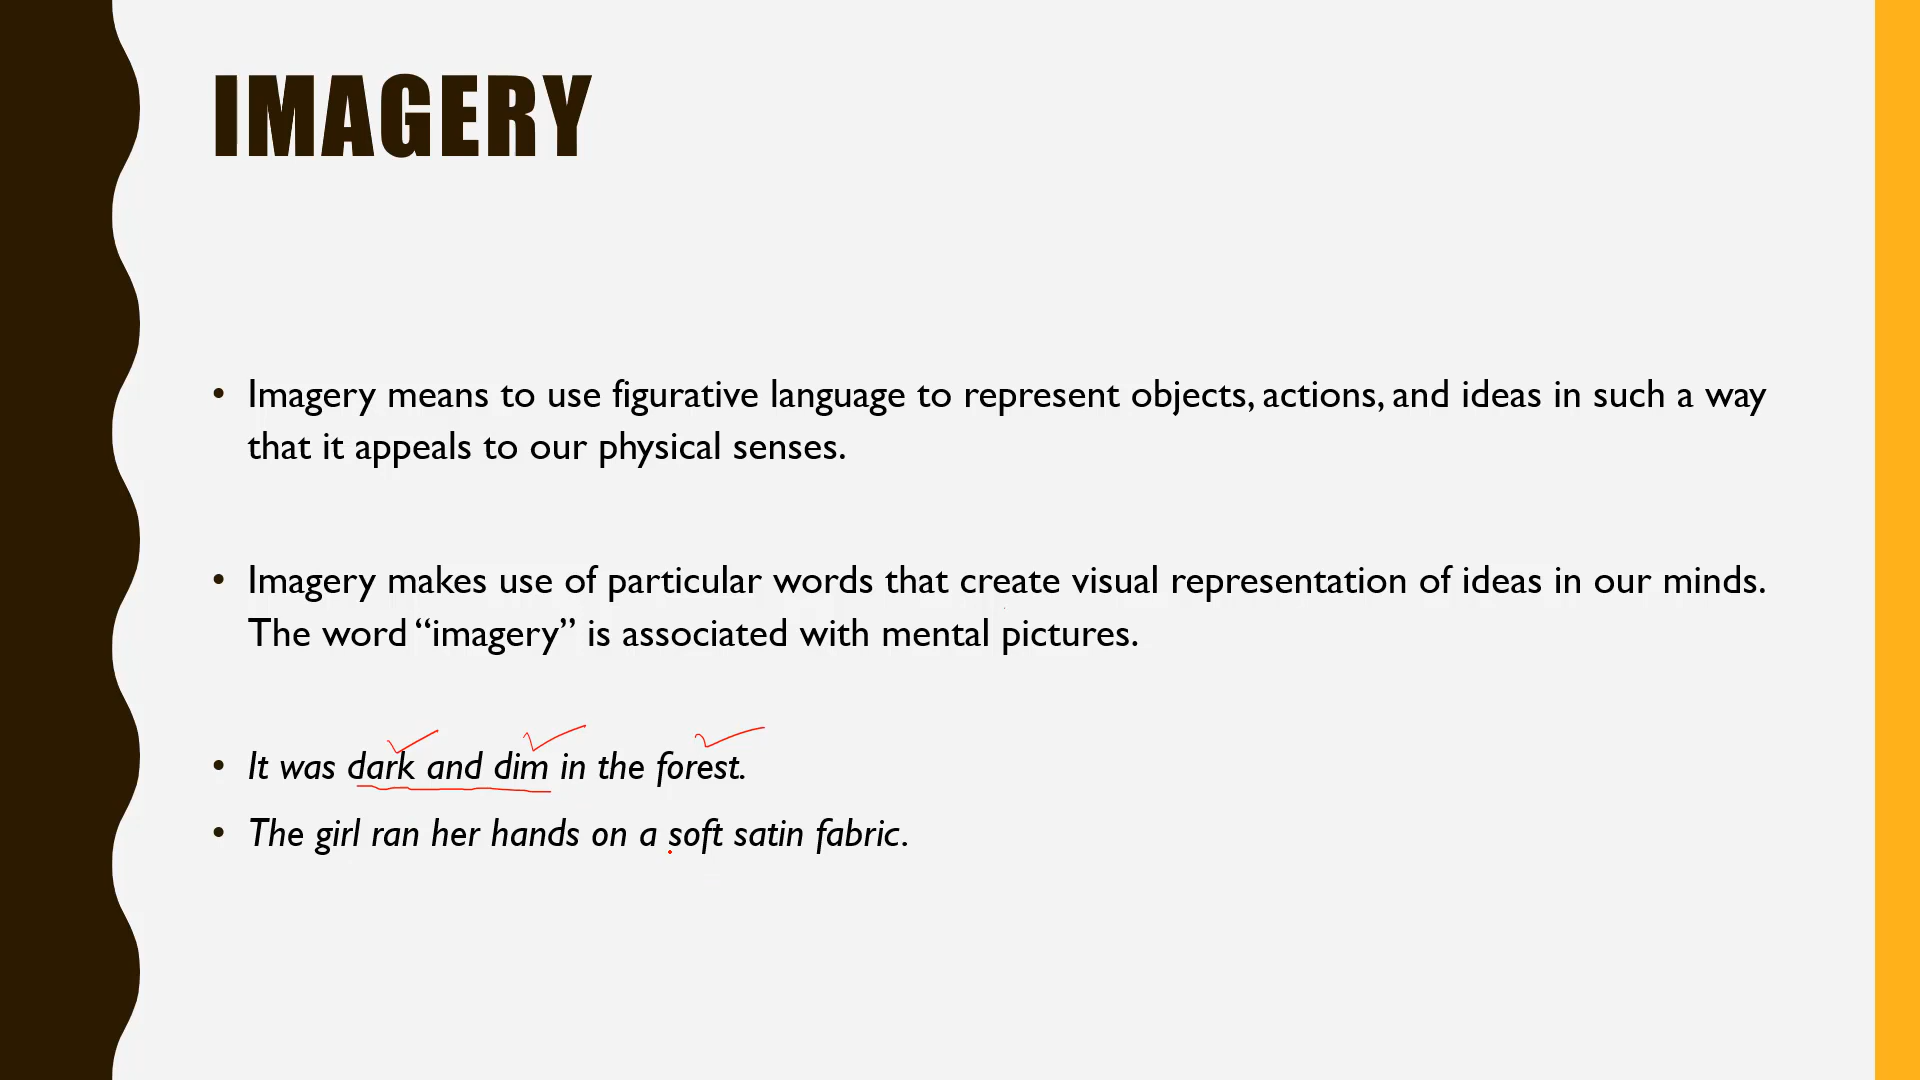 IMAGERY
• Imagery means to use figurative language to represent objects, actions, and ideas in such a way
that it appeals to our physical senses.
• Imagery makes use of particular words that create visual representation of ideas in our minds.
The word “imagery” is associated with mental pictures.
• It was dark and dim in the forest.
• The girl ran her hands on a soft satin fabric.